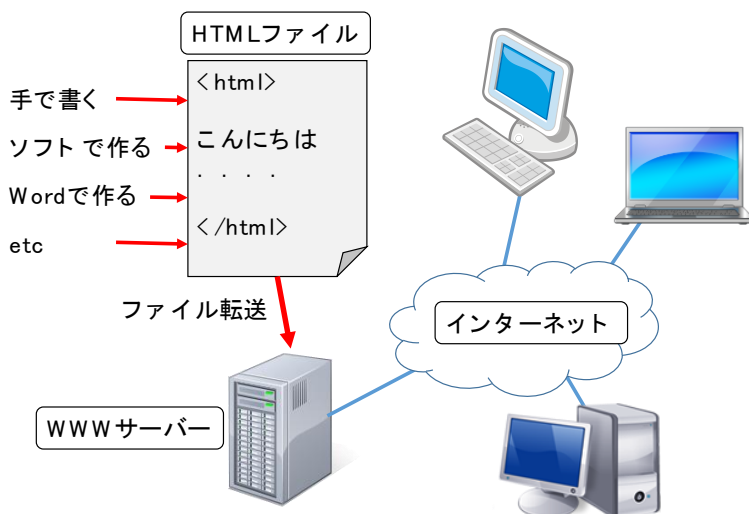 HTMLファイル
<html>
手で書く
こんにちは
ソフトで作る
・・・・
Wordで作る
</html>
etc
ファイル転送
インターネット
WWWサーバー